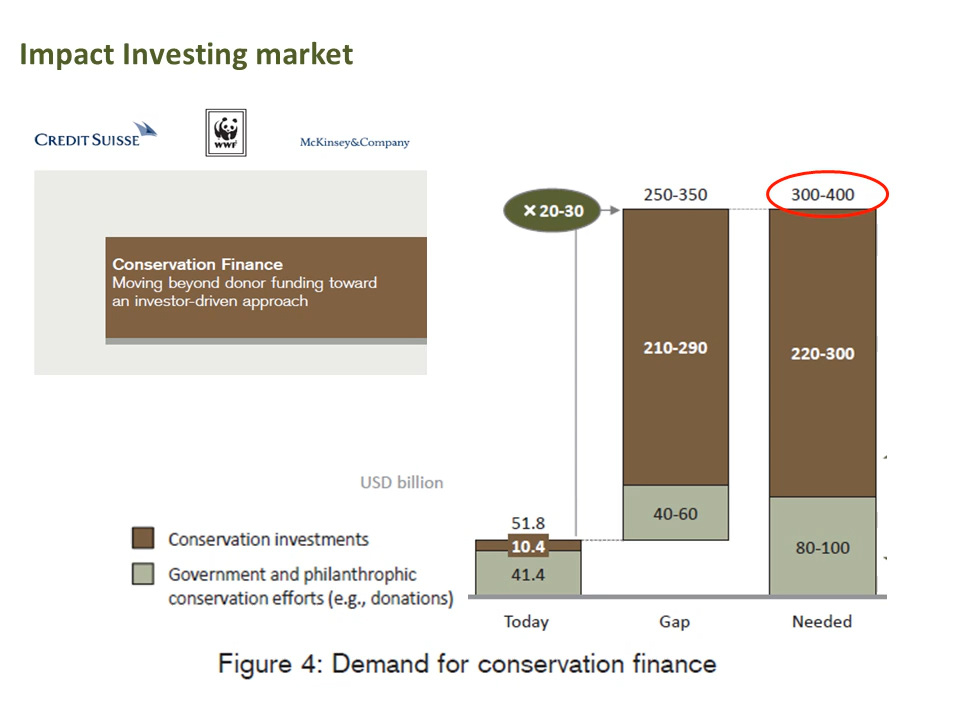 Impact Investing market
CREDIT SUISSE
WWF
McKinsey&Company
Conservation Finance
Moving beyond donor funding toward
an investor-driven approach
× 20-30
250-350
300-400
210-290
220-300
USD billion
40-60
80-100
51.8
10.4
41.4
Conservation investments
Government and philanthrophic
conservation efforts (e.g., donations)
Today
Gap
Needed
Figure 4: Demand for conservation finance